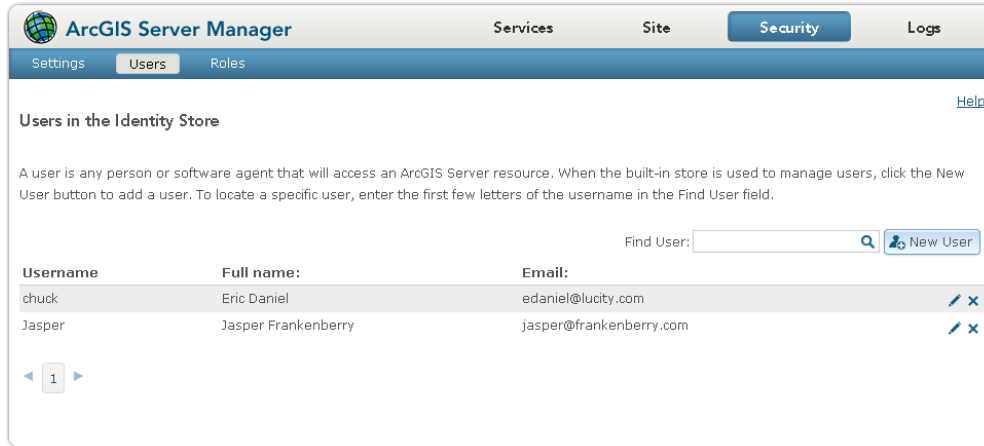 ArcGIS Server Manager Services Site Security Logs
Settings Users Roles
Help
Users in the Identity Store
A user is any person or software agent that will access an ArcGIS Server resource. When the built-in store is used to manage users, click the New
User button to add a user. To locate a specific user, enter the first few letters of the username in the Find User field.
Find User: New User
Username Full name: Email:
chuck Eric Daniel edaniel@lucity.com
Jasper Jasper Frankenberry jasper@frankenberry.com
1